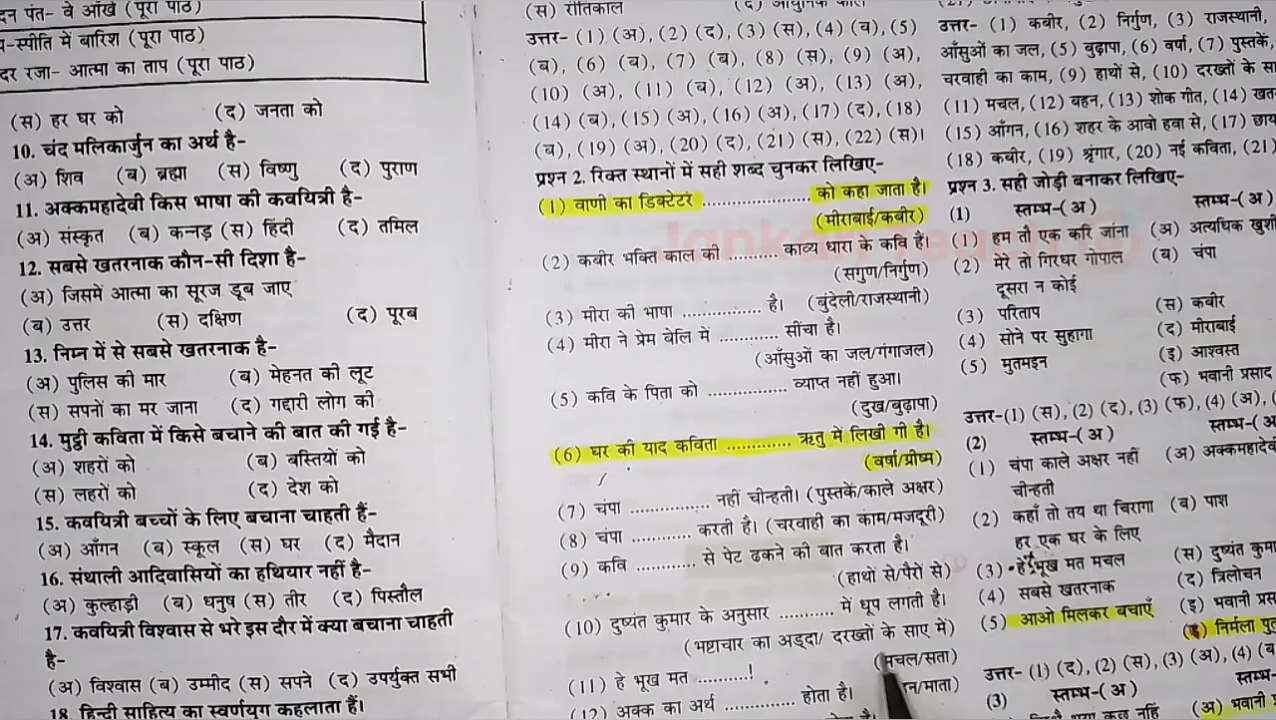 दन पंत- वे आँखें (पूरा पाठ)
-स्पीति में बारिश (पूरा पाठ)
दर रजा- आत्मा का ताप (पूरा पाठ)
(स) हर घर को (द) जनता को
10. चंद मलिकार्जुन का अर्थ है-
(अ) शिव (ब) ब्रह्मा (स) विष्णु (द) पुराण
11. अक्कमहादेवी किस भाषा की कवयित्री है-
(अ) संस्कृत (ब) कन्नड़ (स) हिंदी (द) तमिल
12. सबसे खतरनाक कौन-सी दिशा है-
(अ) जिसमें आत्मा का सूरज डूब जाए
(ब) उत्तर (स) दक्षिण (द) पूरब
13. निम्न में से सबसे खतरनाक है-
(अ) पुलिस की मार (ब) मेहनत की लूट
(स) सपनों का मर जाना (द) गद्दारी लोग की
14. मुट्ठी कविता में किसे बचाने की बात की गई है-
(अ) शहरों को (ब) बस्तियों को
(स) लहरों को (द) देश को
15. कवयित्री बच्चों के लिए बचाना चाहती हैं-
(अ) आँगन (ब) स्कूल (स) घर (द) मैदान
16. संथाली आदिवासियों का हथियार नहीं है-
(अ) कुल्हाड़ी (ब) धनुष (स) तीर (द) पिस्तौल
17. कवयित्री विश्वास से भरे इस दौर में क्या बचाना चाहती
है-
(अ) विश्वास (ब) उम्मीद (स) सपने (द) उपर्युक्त सभी
18. हिन्दी साहित्य का स्वर्णयुग कहलाता हैं।
(स) रीतिकाल (द) आधुनिक काल
उत्तर- (1) (अ), (2) (द), (3) (स), (4) (ब), (5)
(ब), (6) (ब), (7) (ब), (8) (स), (9) (अ),
(10) (अ), (11) (ब), (12) (अ), (13) (अ),
(14) (ब), (15) (अ), (16) (अ), (17) (द), (18)
(ब), (19) (अ), (20) (द), (21) (स), (22) (स)।
प्रश्न 2. रिक्त स्थानों में सही शब्द चुनकर लिखिए-
(1) वाणी का डिक्टेटर ..................... को कहा जाता है।
(मीराबाई/कबीर)
(2) कबीर भक्ति काल की .......... काव्य धारा के कवि है।
(सगुण/निर्गुण)
(3) मीरा की भाषा ................ है। (बुंदेली/राजस्थानी)
(4) मीरा ने प्रेम बेलि में ............ सींचा है।
(आँसुओं का जल/गंगाजल)
(5) कवि के पिता को ................ व्याप्त नहीं हुआ।
(दुख/बुढ़ापा)
(6) घर की याद कविता ............. ऋतु में लिखी गी है।
(वर्षा/ग्रीष्म)
(7) चंपा ................ नहीं चीन्हती। (पुस्तकें/काले अक्षर)
(8) चंपा ............ करती है। (चरवाही का काम/मजदूरी)
(9) कवि ............ से पेट ढकने की बात करता है।
(हाथों से/पैरों से)
(10) दुष्यंत कुमार के अनुसार ........... में धूप लगती है।
(भष्टाचार का अड्दा/ दरख्तों के साए में)
(11) हे भूख मत ...........! (मचल/सता)
(12) अक्क का अर्थ .............. होता है। न/माता)
उत्तर- (1) कबीर, (2) निर्गुण, (3) राजस्थानी,
आँसुओं का जल, (5) बुढ़ापा, (6) वर्षा, (7) पुस्तकें,
चरवाही का काम, (9) हाथों से, (10) दरख्तों के सा
(11) मचल, (12) बहन, (13) शोक गीत, (14) खत
(15) आँगन, (16) शहर के आवो हवा से, (17) छाय
(18) कबीर, (19) श्रृंगार, (20) नई कविता, (21)
प्रश्न 3. सही जोड़ी बनाकर लिखिए-
(1) स्तम्भ-(अ) स्तम्भ-(अ)
(1) हम तौ एक करि जांना (अ) अत्यधिक खुशी
(2) मेरे तो गिरधर गोपाल (ब) चंपा
दूसरा न कोई
(3) परिताप (स) कबीर
(4) सोने पर सुहागा (द) मीराबाई
(5) मुतमइन (इ) आश्वस्त
(फ) भवानी प्रसाद
उत्तर-(1) (स), (2) (द), (3) (फ), (4) (अ), (
(2) स्तम्भ-(अ) स्तम्भ-(अ
(1) चंपा काले अक्षर नहीं (अ) अक्कमहादेवी
चीन्हती
(2) कहाँ तो तय था चिरागा (ब) पाश
हर एक घर के लिए
(3) हे भूख मत मचल (स) दुष्यंत कुमा
(4) सबसे खतरनाक (द) त्रिलोचन
(5) आओ मिलकर बचाएँ (इ) भवानी प्रस
निर्मला पु
उत्तर- (1) (द), (2) (स), (3) (अ), (4) (ब
(3) स्तम्भ-(अ) स्तम्भ-
(अ) भवानी